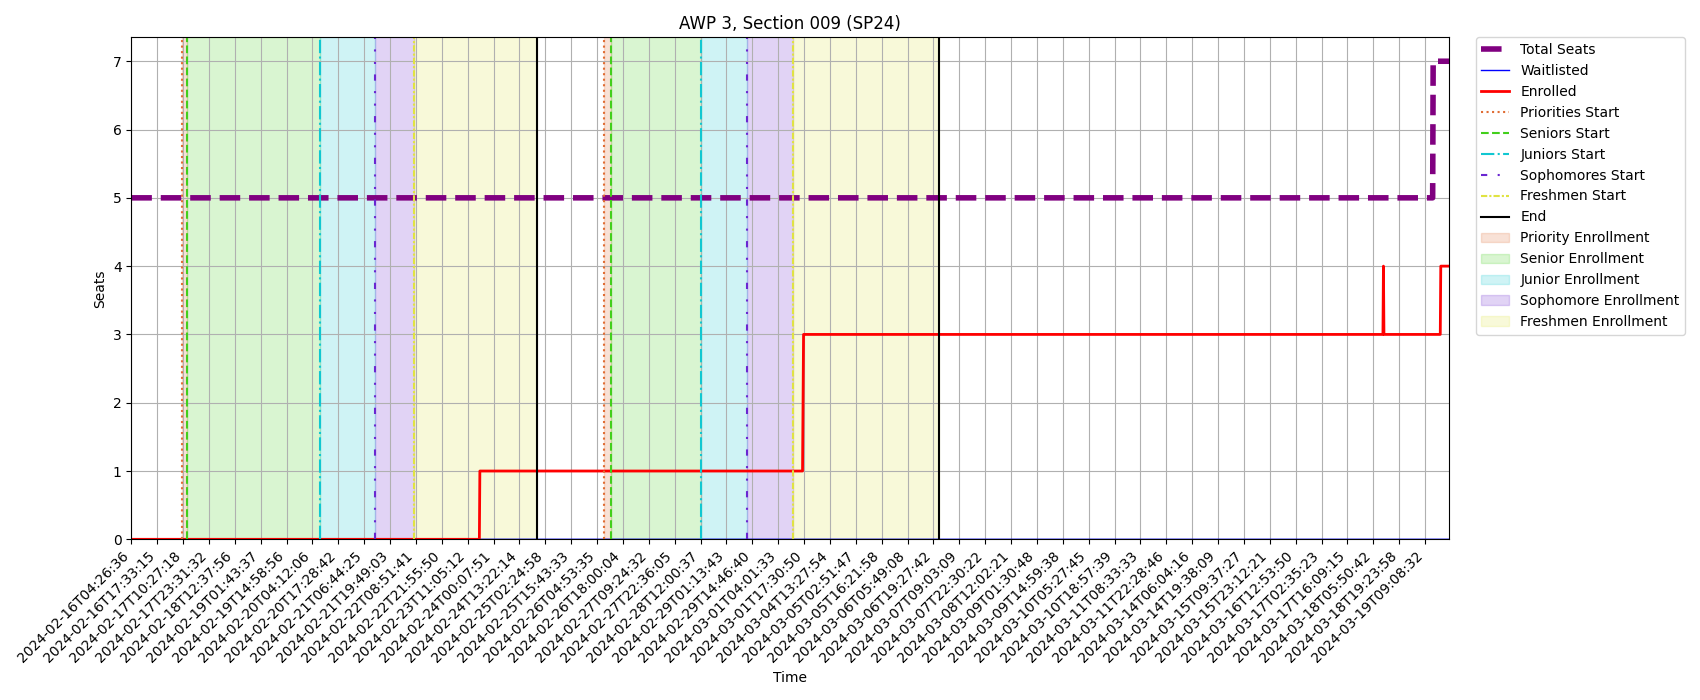 AWP 3, Section 009 (SP24)
Seats
7
6
5
4
3
2
1
0
2024-02-16T04:26:36
2024-02-16T17:33:15
2024-02-17T10:27:18
2024-02-17T23:31:32
2024-02-18T12:37:56
2024-02-19T01:43:37
2024-02-19T14:58:56
2024-02-20T04:12:06
2024-02-20T17:28:42
2024-02-21T06:44:25
2024-02-21T19:49:03
2024-02-22T08:51:41
2024-02-22T21:55:50
2024-02-23T11:05:12
2024-02-24T00:07:51
2024-02-24T13:22:14
2024-02-25T02:24:58
2024-02-25T15:43:33
2024-02-26T04:53:35
2024-02-26T18:00:04
2024-02-27T09:24:32
2024-02-27T22:36:05
2024-02-28T12:00:37
2024-02-29T01:13:43
2024-02-29T14:46:40
2024-03-01T04:01:33
2024-03-01T17:30:50
2024-03-04T13:27:54
2024-03-05T02:51:47
2024-03-05T16:21:58
2024-03-06T05:49:08
2024-03-06T19:27:42
2024-03-07T09:03:09
2024-03-07T22:30:22
2024-03-08T12:02:21
2024-03-09T01:30:48
2024-03-09T14:59:38
2024-03-10T05:27:45
2024-03-10T18:57:39
2024-03-11T08:33:33
2024-03-11T22:28:46
2024-03-14T06:04:16
2024-03-14T19:38:09
2024-03-15T09:37:27
2024-03-15T23:12:21
2024-03-16T12:53:50
2024-03-17T02:35:23
2024-03-17T16:09:15
2024-03-18T05:50:42
2024-03-18T19:23:58
2024-03-19T09:08:32
Time
Total Seats
Waitlisted
Enrolled
Priorities Start
Seniors Start
Juniors Start
Sophomores Start
Freshmen Start
End
Priority Enrollment
Senior Enrollment
Junior Enrollment
Sophomore Enrollment
Freshmen Enrollment